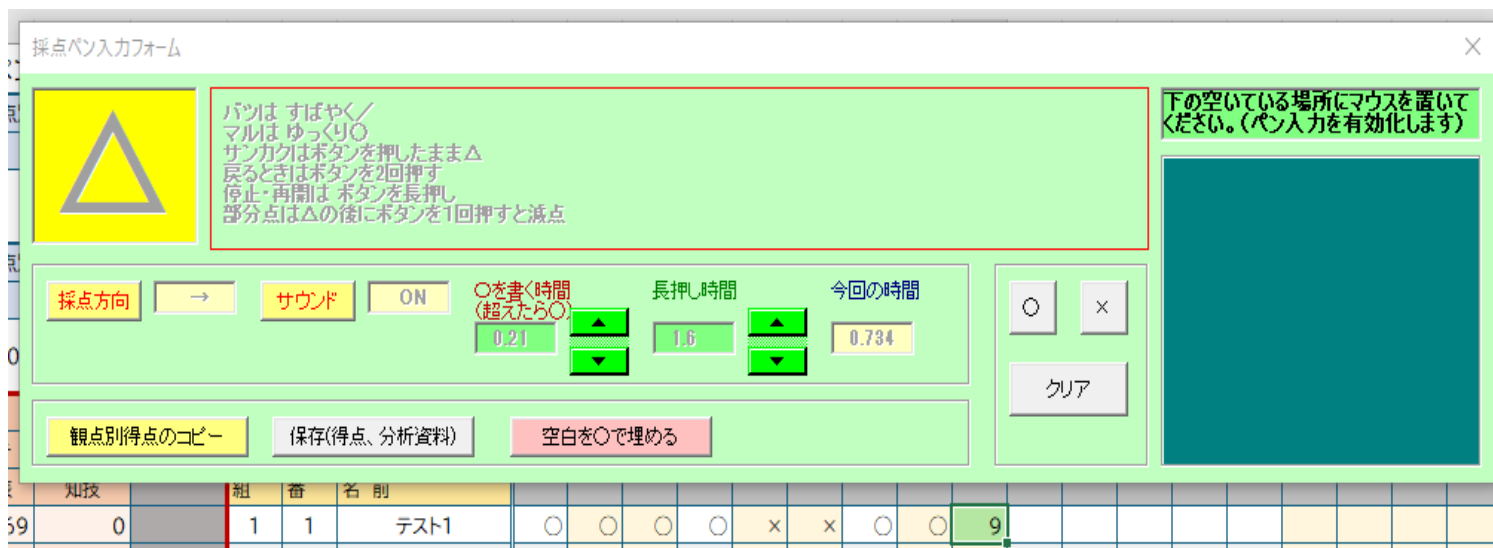 採点ペン入力フォーム
△
バツは すばやく／
マルは ゆっくり○
サンカクはボタンを押したまま△
戻るときはボタンを2回押す
停止・再開は ボタンを長押し
部分点は△の後にボタンを1回押すと減点
下の空いている場所にマウスを置いて
ください。(ペン入力を有効化します)
採点方向 → サウンド ON
○を書く時間
(超えたら○)
0.21
長押し時間
1.6
今回の時間
0.734
○ ×
クリア
観点別得点のコピー 保存(得点、分析資料) 空白を○で埋める
知技 組 番 名 前
69 0 1 1 テスト1 ○ ○ ○ ○ × × ○ ○ 9